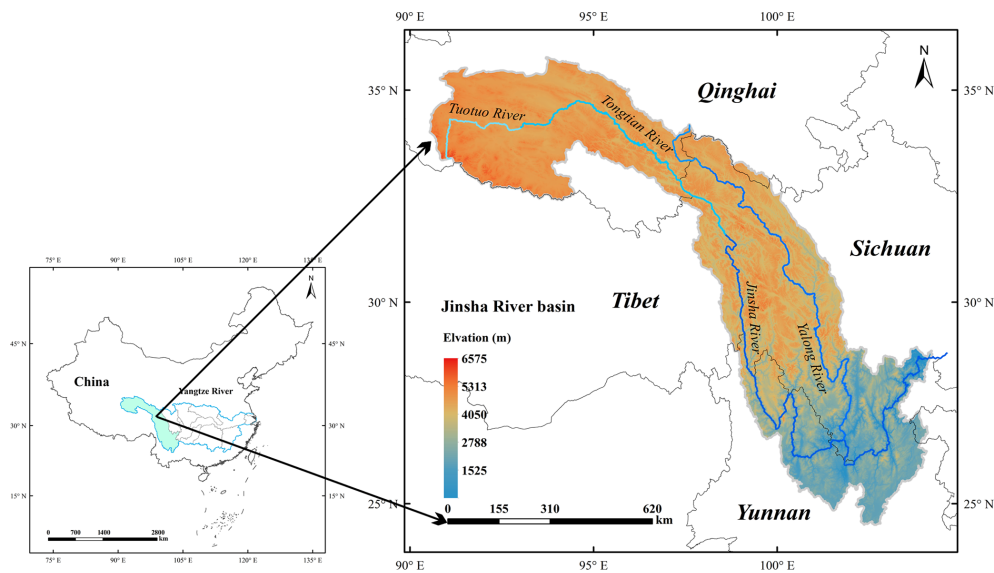 90° E
95° E
100° E
N
35° N
35° N
Qinghai
Tuotuo River
Tongtian River
Sichuan
Tibet
30° N
30° N
Jinsha River
Yalong River
Jinsha River basin
Elvation (m)
6575
5313
4050
2788
1525
0 155 310 620
km
25° N
25° N
Yunnan
90° E
95° E
100° E
75° E 90° E 105° E 120° E 135° E
N
45° N
45° N
China
Yangtze River
30° N
30° N
15° N
15° N
0 700 1400 2800
km
75° E 90° E 105° E 120° E 135° E